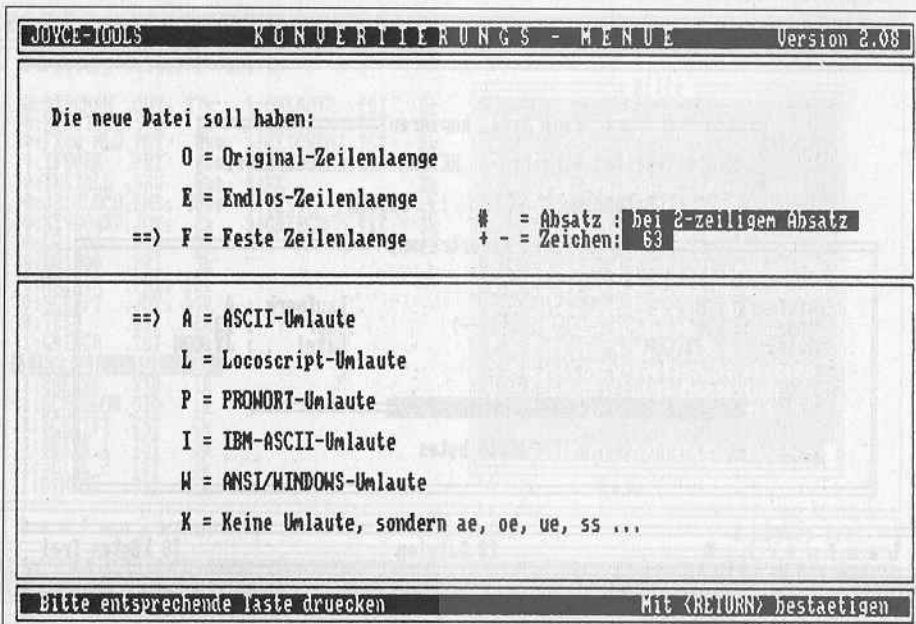 JOYCE-TOOLS K O N V E R T I E R U N G S - M E N U E Version 2.08
Die neue Datei soll haben:
O = Original-Zeilenlaenge
E = Endlos-Zeilenlaenge
# = Absatz : bei 2-zeiligem Absatz
==> F = Feste Zeilenlaenge * = Zeichen: 63
==> A = ASCII-Umlaute
L = Locoscript-Umlaute
P = PROWORT-Umlaute
I = IBM-ASCII-Umlaute
W = ANSI/WINDOWS-Umlaute
K = Keine Umlaute, sondern ae, oe, ue, ss ...
Bitte entsprechende Taste druecken Mit <RETURN> bestaetigen